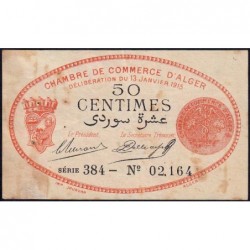 CHAMBRE DE COMMERCE D'ALGER
DÉLIBÉRATION DU 13 JANVIER 1915
50
CENTIMES
عشرة سوردي
Le Président, Le Secrétaire Trésorier,
SÉRIE 384 — Nº 02,164